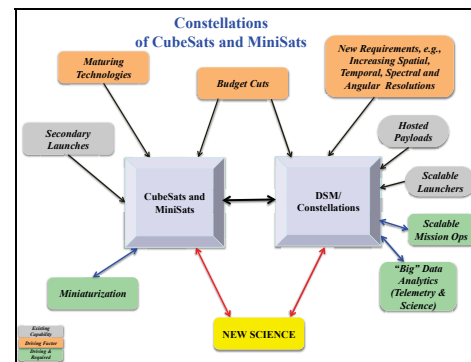 Constellations
of CubeSats and MiniSats
Maturing
Technologies
Budget Cuts
New Requirements, e.g.,
Increasing Spatial,
Temporal, Spectral and
Angular Resolutions
Secondary
Launches
Hosted
Payloads
CubeSats and
MiniSats
DSM/
Constellations
Scalable
Launchers
Scalable
Mission Ops
Miniaturization
"Big" Data
Analytics
(Telemetry &
Science)
NEW SCIENCE
Existing
Capability
Driving Factor
Driving &
Required